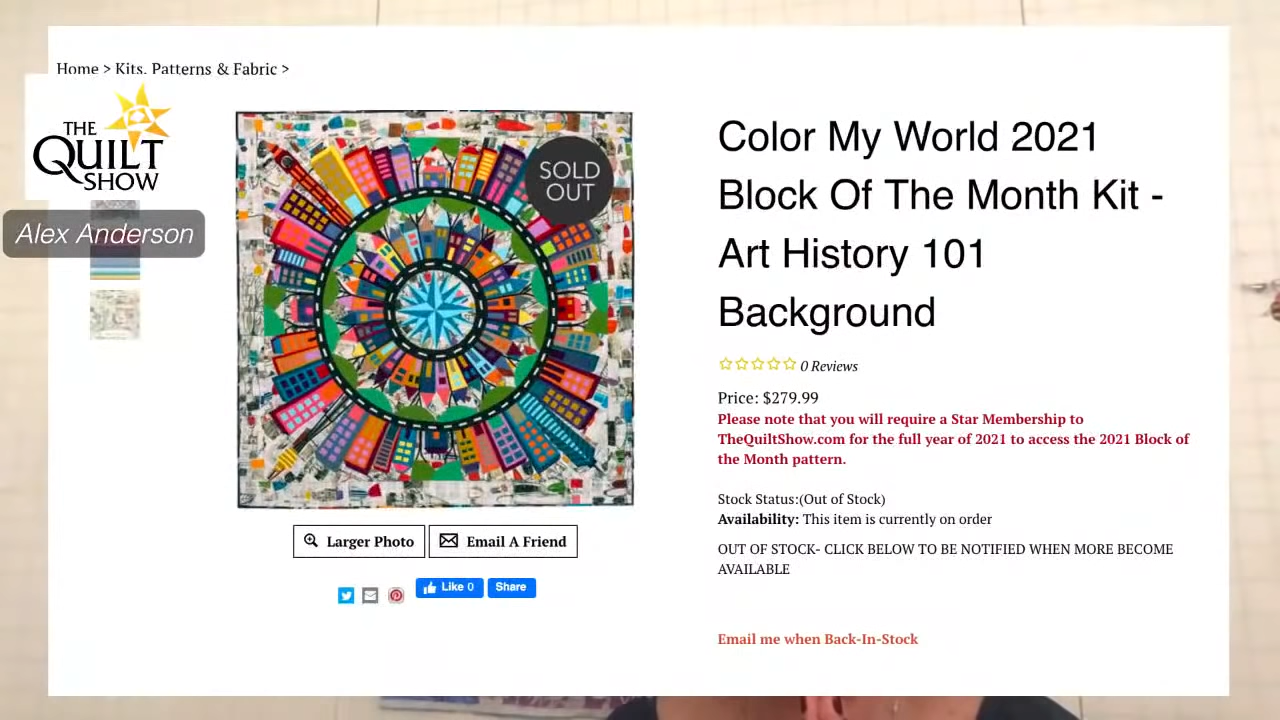 Home > Kits, Patterns & Fabric >
THE
QUILT
SHOW
Alex Anderson
SOLD
OUT
Color My World 2021
Block Of The Month Kit -
Art History 101
Background
0 Reviews
Price: $279.99
Please note that you will require a Star Membership to
TheQuiltShow.com for the full year of 2021 to access the 2021 Block of
the Month pattern.
Stock Status:(Out of Stock)
Availability: This item is currently on order
OUT OF STOCK- CLICK BELOW TO BE NOTIFIED WHEN MORE BECOME
AVAILABLE
Email me when Back-In-Stock
Larger Photo
Email A Friend
Like 0
Share